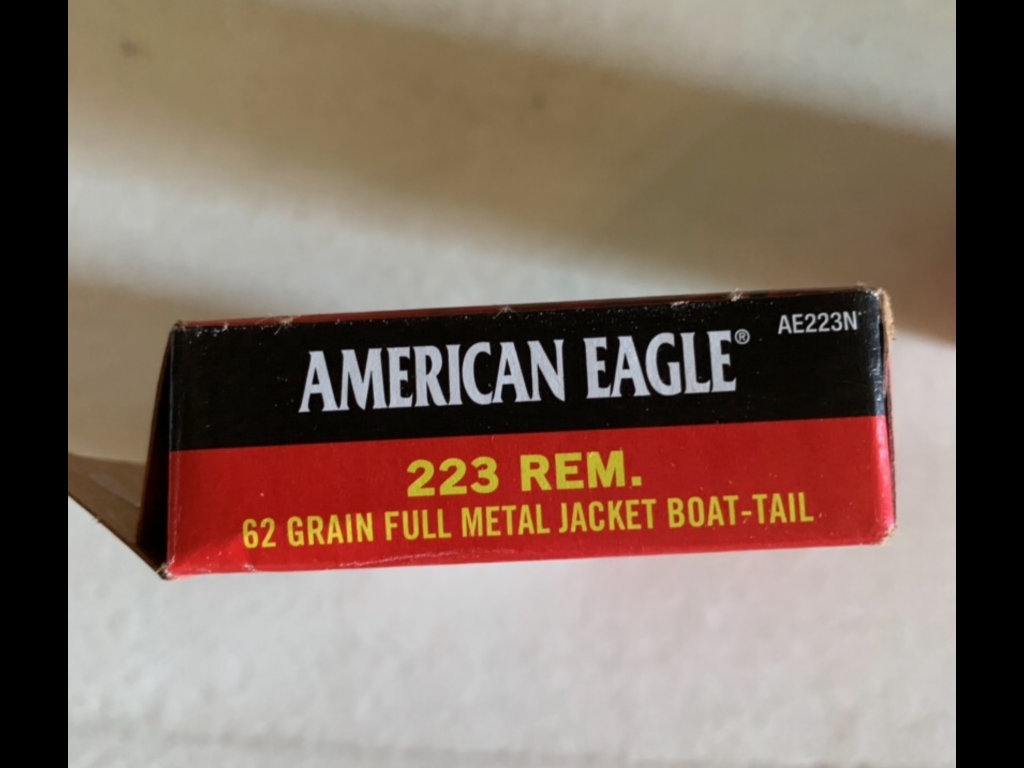 AMERICAN EAGLE®
AE223N
223 REM.
62 GRAIN FULL METAL JACKET BOAT-TAIL